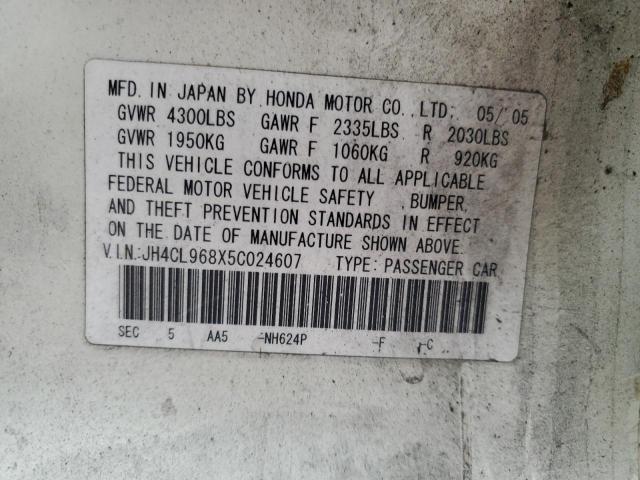 MFD. IN JAPAN BY HONDA MOTOR CO., LTD. 05/ 05
GVWR 4300LBS GAWR F 2335LBS R 2030LBS
GVWR 1950KG GAWR F 1060KG R 920KG
THIS VEHICLE CONFORMS TO ALL APPLICABLE
FEDERAL MOTOR VEHICLE SAFETY , BUMPER,
AND THEFT PREVENTION STANDARDS IN EFFECT
ON THE DATE OF MANUFACTURE SHOWN ABOVE.
V.I.N.:JH4CL968X5C024607 TYPE: PASSENGER CAR
SEC 5 AA5 -NH624P -F -C